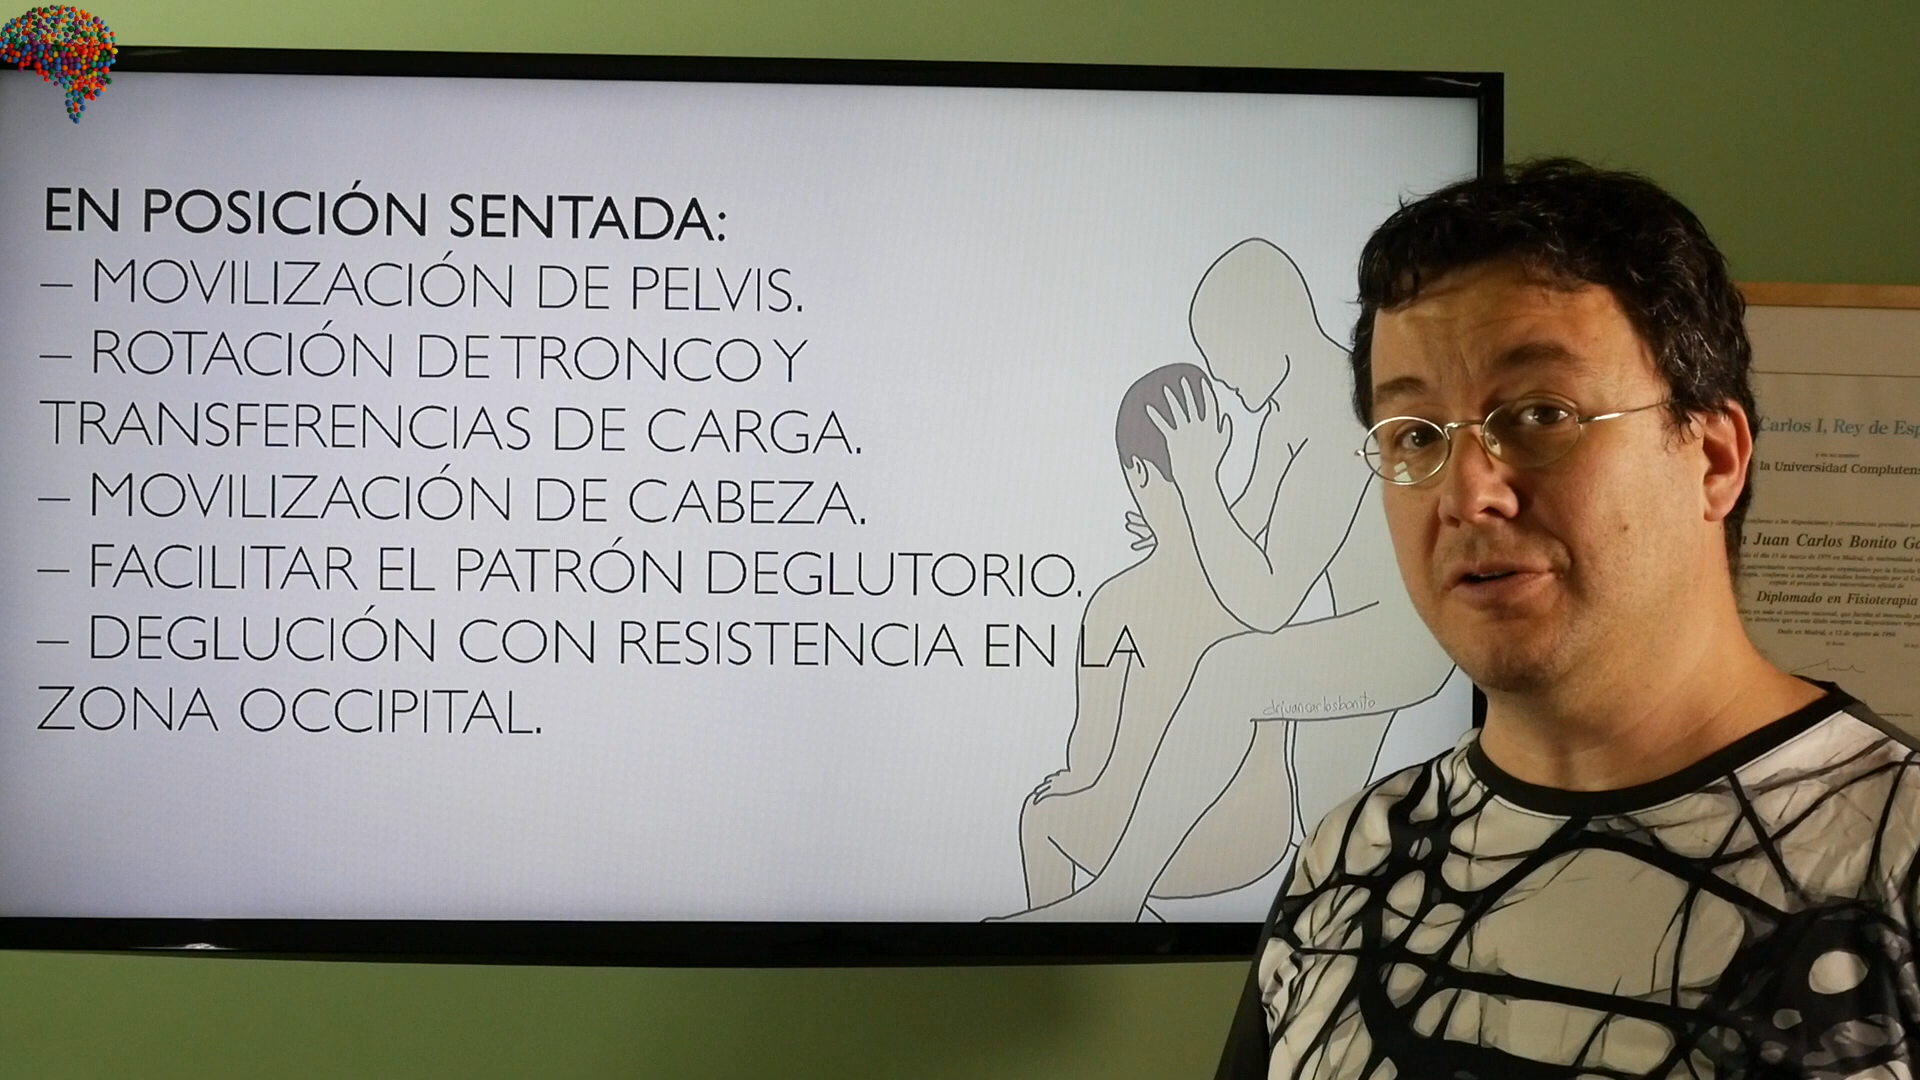 EN POSICIÓN SENTADA:
– MOVILIZACIÓN DE PELVIS.
– ROTACIÓN DE TRONCO Y
TRANSFERENCIAS DE CARGA.
– MOVILIZACIÓN DE CABEZA.
– FACILITAR EL PATRÓN DEGLUTORIO.
– DEGLUCIÓN CON RESISTENCIA EN LA
ZONA OCCIPITAL.
drjuancarlosbonito
Carlos I, Rey de Esp
la Universidad Complutens
Juan Carlos Bonito Ga
Diplomado en Fisioterapia